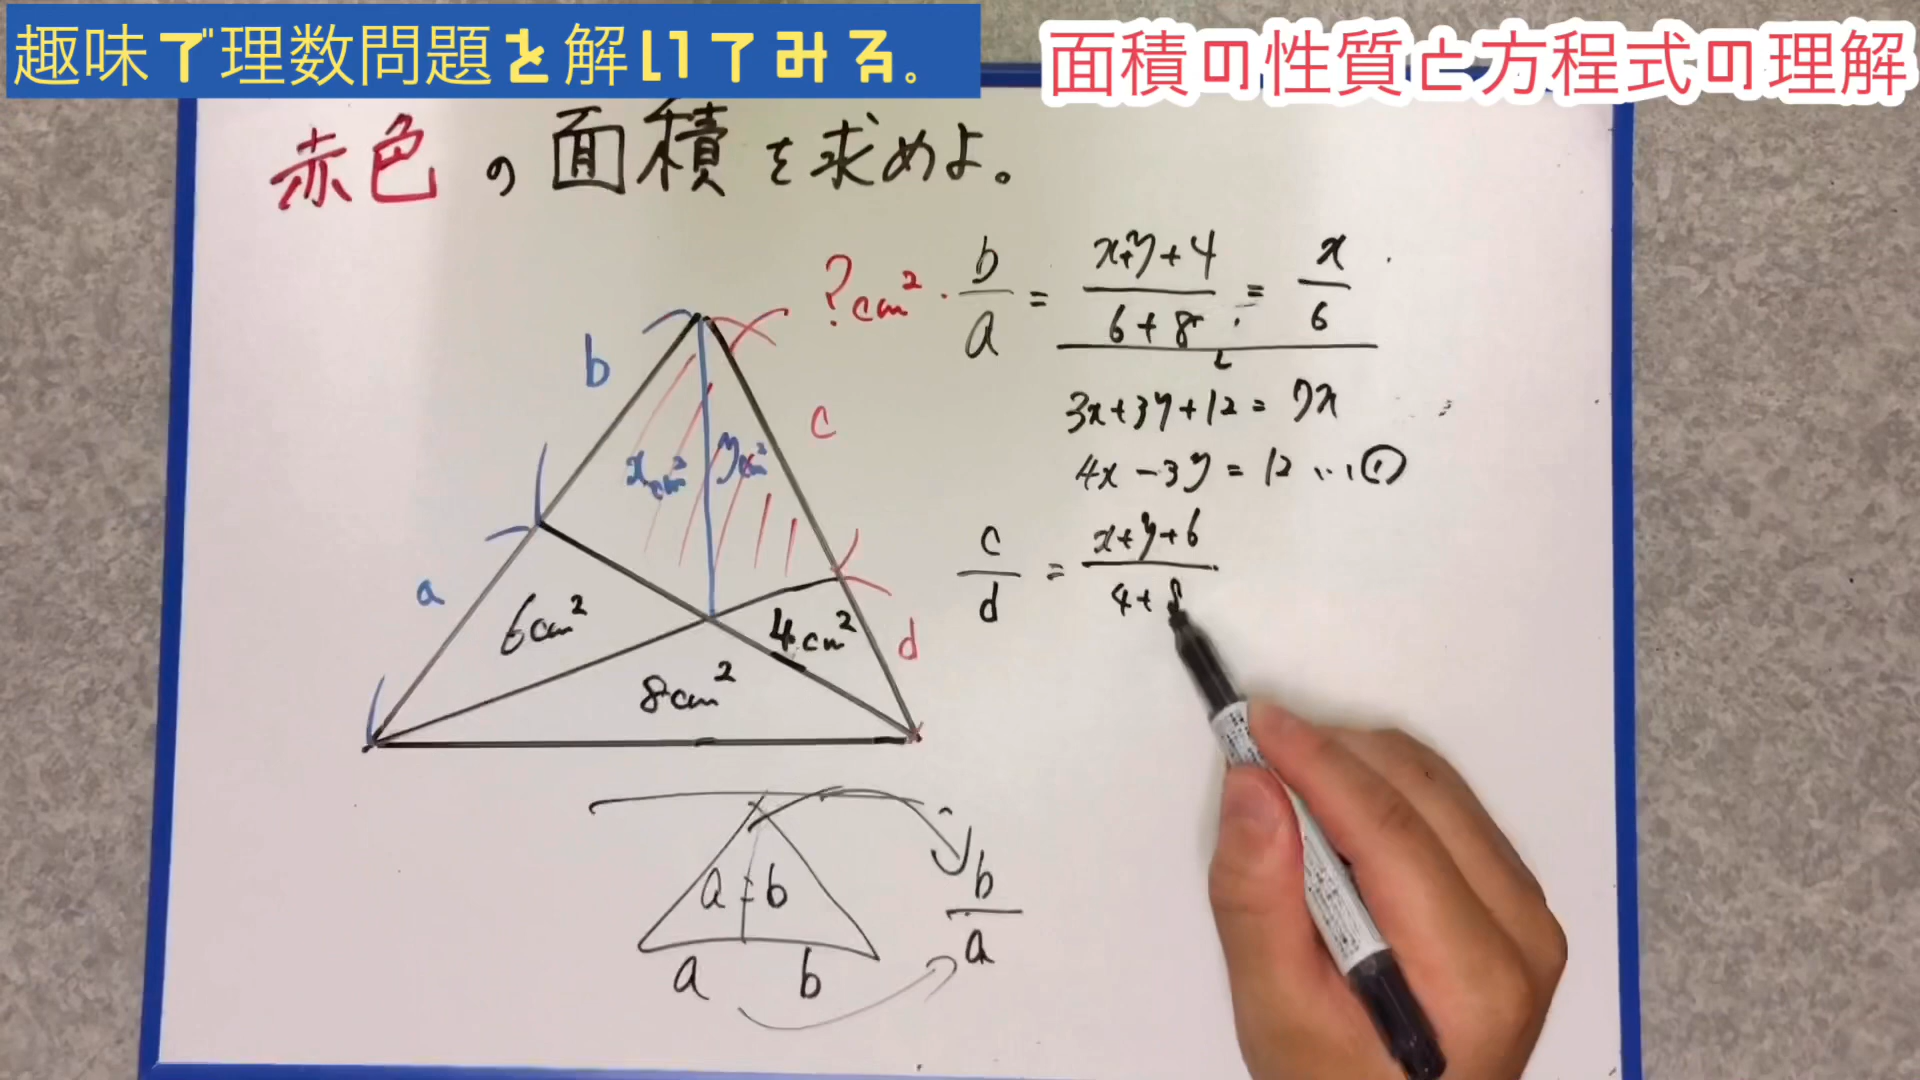 趣味で理数問題を解いてみる。
面積の性質と方程式の理解
赤色の面積を求めよ。
?cm²
b/a = (x+y+4)/(6+8) = x/6
3x+3y+12=7x
4x-3y=12…①
c/d = (x+y+6)/(4+8
b
c
xcm²
ycm²
a
6cm²
4cm²
d
8cm²
a:b
a
b
b/a